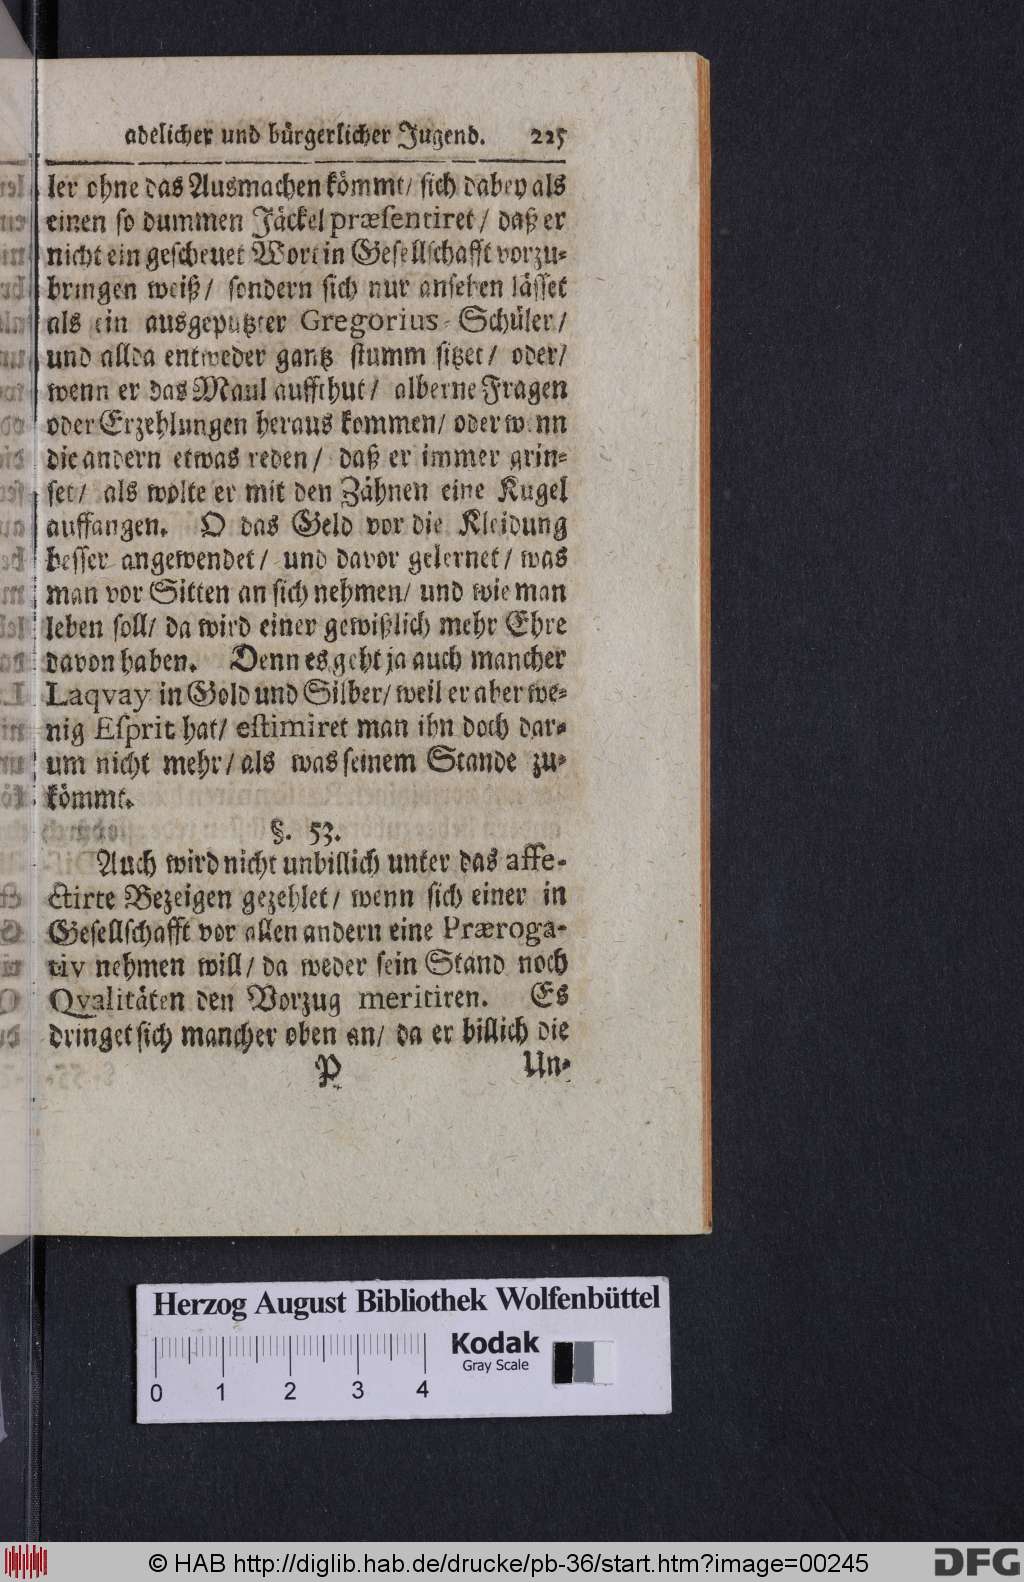 adelicher und bürgerlicher Jugend. 225
ler ohne das Ausmachen kömmt/ sich dabey als
einen so dummen Jäckel præsentiret/ daß er
nicht ein gescheuet Wort in Gesellschafft vorzu-
bringen weiß/ sondern sich nur ansehen lässet
als ein ausgeputzter Gregorius-Schüler/
und allda entweder gantz stumm sitzet/ oder/
wenn er das Maul auffthut/ alberne Fragen
oder Erzehlungen heraus kommen/ oder wenn
die andern etwas reden/ daß er immer grin-
set/ als wolte er mit den Zähnen eine Kugel
auffangen. O das Geld vor die Kleidung
besser angewendet/ und davor gelernet/ was
man vor Sitten an sich nehmen/ und wie man
leben soll/ da wird einer gewißlich mehr Ehre
davon haben. Denn es geht ja auch mancher
Laqvay in Gold und Silber/ weil er aber we-
nig Esprit hat/ estimiret man ihn doch dar-
um nicht mehr/ als was seinem Stande zu-
kömmt.
§. 53.
Auch wird nicht unbillich unter das affe-
ctirte Bezeigen gezehlet/ wenn sich einer in
Gesellschafft vor allen andern eine Præroga-
tiv nehmen will/ da weder sein Stand noch
Qvalitäten den Vorzug meritiren. Es
dringet sich mancher oben an/ da er billich die
P Un-
Herzog August Bibliothek Wolfenbüttel
Kodak
Gray Scale
0 1 2 3 4
© HAB http://diglib.hab.de/drucke/pb-36/start.htm?image=00245
DFG